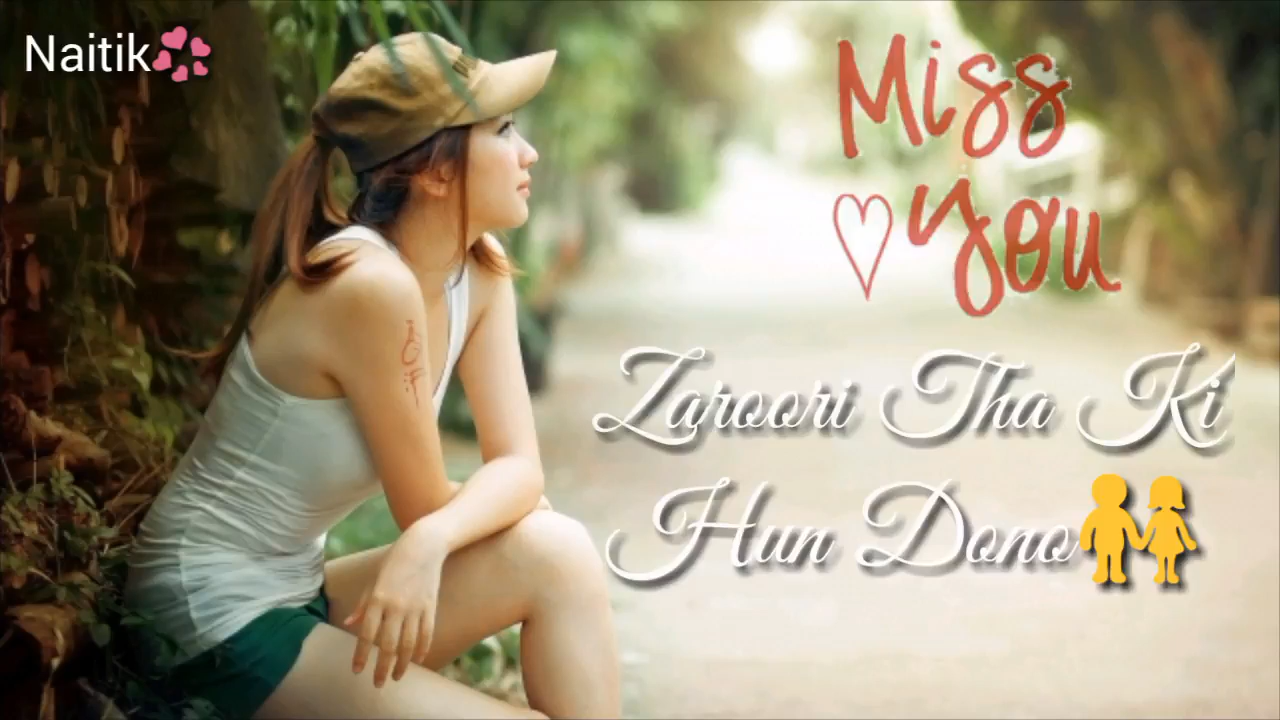 Naitik💞
Miss
♡ you
Zaroori Tha Ki
Hun Dono👫